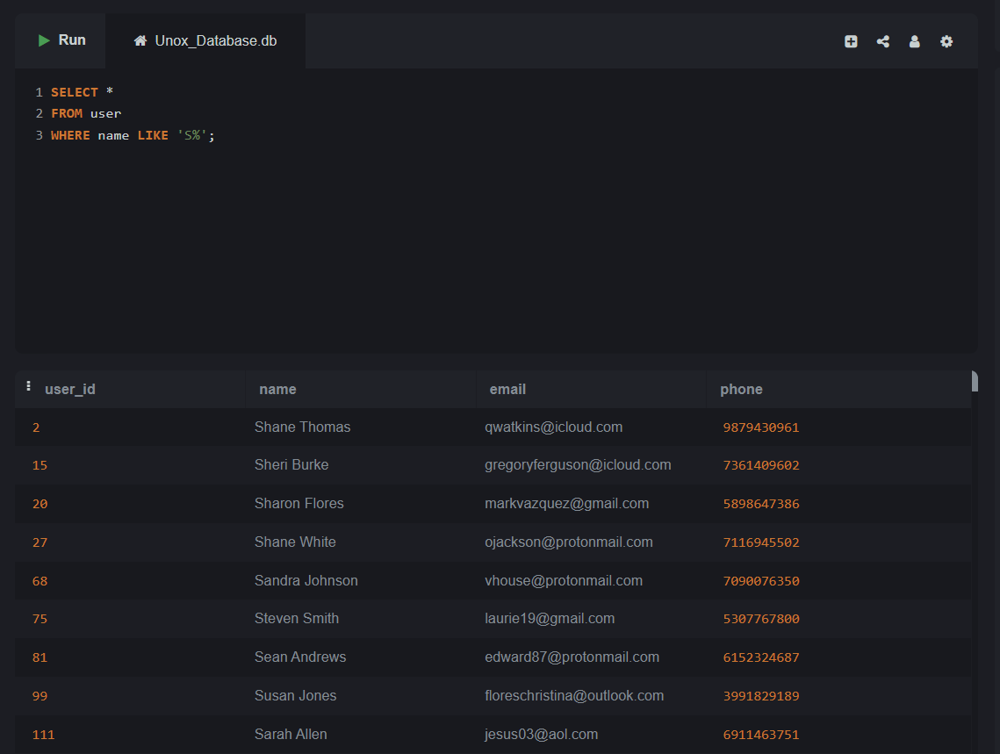 Run Unox_Database.db
1 SELECT *
2 FROM user
3 WHERE name LIKE 'S%';
user_id name email phone
2 Shane Thomas qwatkins@icloud.com 9879430961
15 Sheri Burke gregoryferguson@icloud.com 7361409602
20 Sharon Flores markvazquez@gmail.com 5898647386
27 Shane White ojackson@protonmail.com 7116945502
68 Sandra Johnson vhouse@protonmail.com 7090076350
75 Steven Smith laurie19@gmail.com 5307767800
81 Sean Andrews edward87@protonmail.com 6152324687
99 Susan Jones floreschristina@outlook.com 3991829189
111 Sarah Allen jesus03@aol.com 6911463751